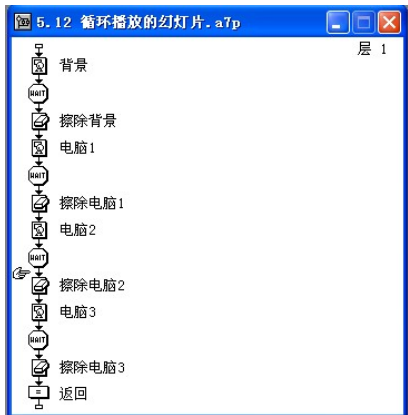 5.12 循环播放的幻灯片.a7p
层 1
背景
WAIT
擦除背景
电脑1
WAIT
擦除电脑1
电脑2
WAIT
擦除电脑2
电脑3
WAIT
擦除电脑3
=
返回